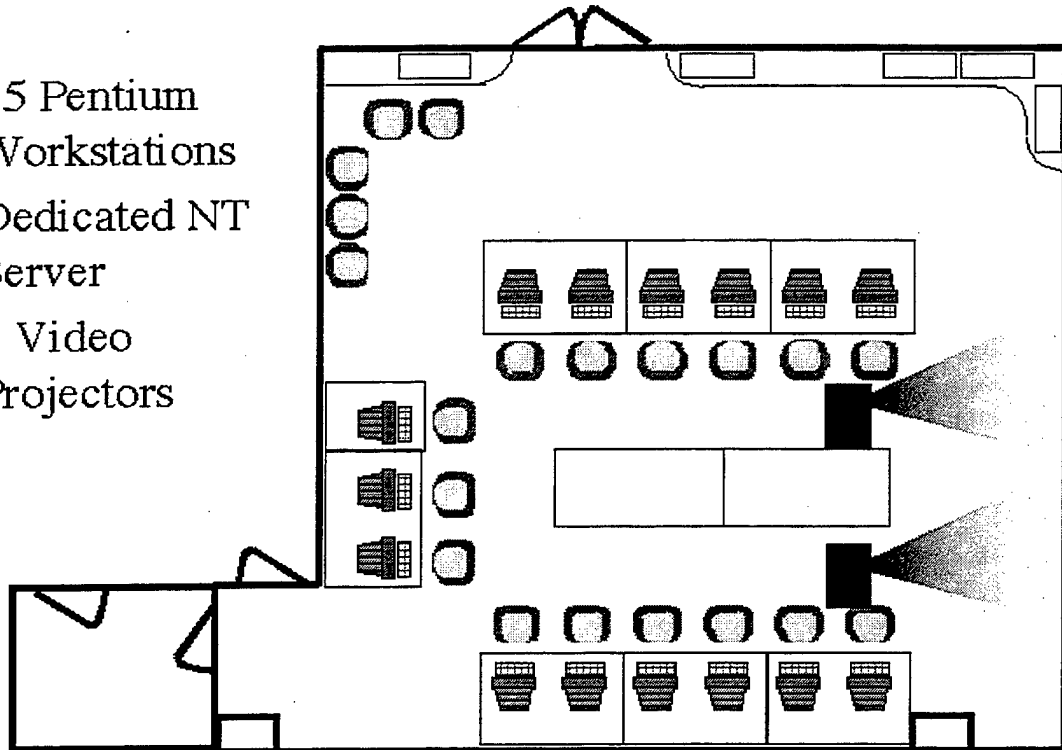 5 Pentium
Workstations
Dedicated NT
Server
Video
Projectors